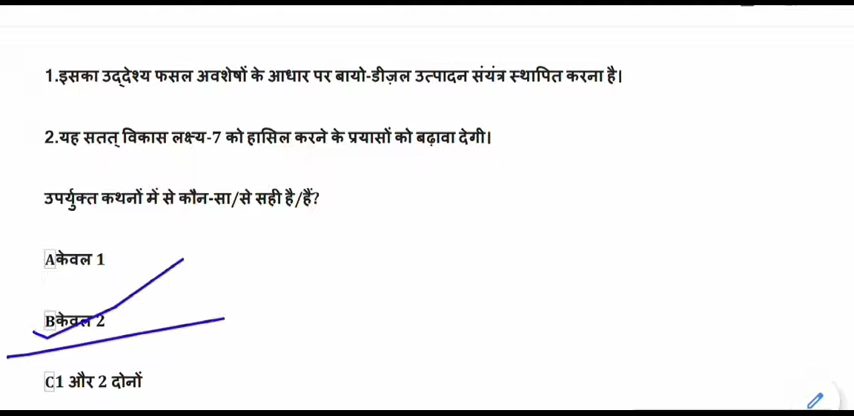 1.इसका उद्देश्य फसल अवशेषों के आधार पर बायो-डीज़ल उत्पादन संयंत्र स्थापित करना है।
2.यह सतत् विकास लक्ष्य-7 को हासिल करने के प्रयासों को बढ़ावा देगी।
उपर्युक्त कथनों में से कौन-सा/से सही है/हैं?
Aकेवल 1
Bकेवल 2
C1 और 2 दोनों